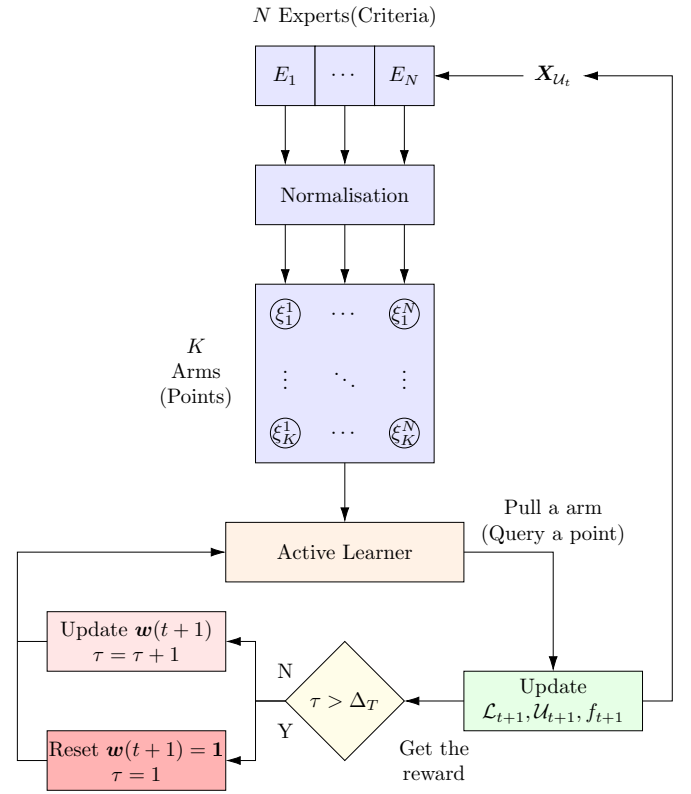 N Experts(Criteria)
E_1 ⋯ E_N
X_{𝒰_t}
Normalisation
ξ_1^1 ⋯ ξ_1^N
⋮ ⋱ ⋮
ξ_K^1 ⋯ ξ_K^N
K
Arms
(Points)
Active Learner
Pull a arm
(Query a point)
Update w(t + 1)
τ = τ + 1
N
τ > Δ_T
Y
Update
ℒ_{t+1}, 𝒰_{t+1}, f_{t+1}
Get the
reward
Reset w(t + 1) = 1
τ = 1